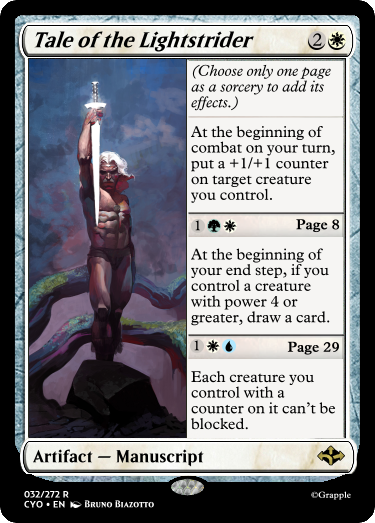 Tale of the Lightstrider 2
(Choose only one page
as a sorcery to add its
effects.)
At the beginning of
combat on your turn,
put a +1/+1 counter
on target creature
you control.
1 Page 8
At the beginning of
your end step, if you
control a creature
with power 4 or
greater, draw a card.
1 Page 29
Each creature you
control with a
counter on it can't be
blocked.
Artifact — Manuscript
032/272 R
CYO • EN Bruno Biazotto
©Grapple